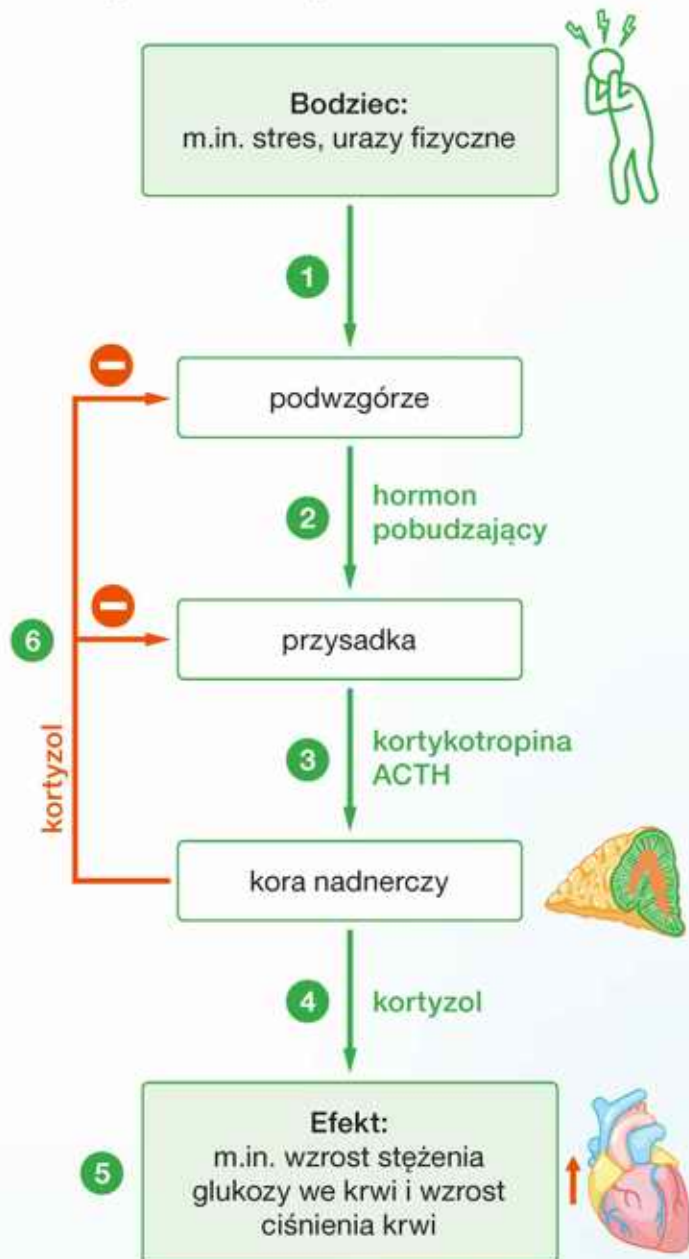 Bodziec:
m.in. stres, urazy fizyczne
1
podwzgórze
2
hormon
pobudzający
przysadka
6
kortyzol
3
kortykotropina
ACTH
kora nadnerczy
4
kortyzol
5
Efekt:
m.in. wzrost stężenia
glukozy we krwi i wzrost
ciśnienia krwi